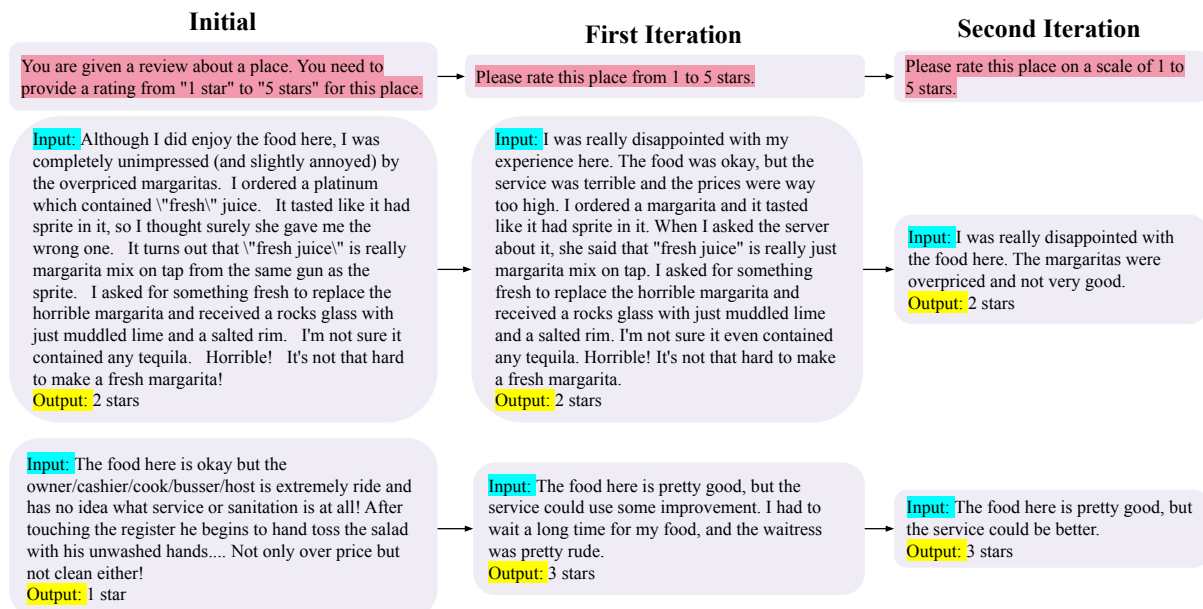 Initial
First Iteration
Second Iteration
You are given a review about a place. You need to
provide a rating from "1 star" to "5 stars" for this place.
Please rate this place from 1 to 5 stars.
Please rate this place on a scale of 1 to
5 stars.
Input: Although I did enjoy the food here, I was
completely unimpressed (and slightly annoyed) by
the overpriced margaritas. I ordered a platinum
which contained \"fresh\" juice. It tasted like it had
sprite in it, so I thought surely she gave me the
wrong one. It turns out that \"fresh juice\" is really
margarita mix on tap from the same gun as the
sprite. I asked for something fresh to replace the
horrible margarita and received a rocks glass with
just muddled lime and a salted rim. I'm not sure it
contained any tequila. Horrible! It's not that hard
to make a fresh margarita!
Output: 2 stars
Input: I was really disappointed with my
experience here. The food was okay, but the
service was terrible and the prices were way
too high. I ordered a margarita and it tasted
like it had sprite in it. When I asked the server
about it, she said that "fresh juice" is really just
margarita mix on tap. I asked for something
fresh to replace the horrible margarita and
received a rocks glass with just muddled lime
and a salted rim. I'm not sure it even contained
any tequila. Horrible! It's not that hard to make
a fresh margarita.
Output: 2 stars
Input: I was really disappointed with
the food here. The margaritas were
overpriced and not very good.
Output: 2 stars
Input: The food here is okay but the
owner/cashier/cook/busser/host is extremely ride and
has no idea what service or sanitation is at all! After
touching the register he begins to hand toss the salad
with his unwashed hands.... Not only over price but
not clean either!
Output: 1 star
Input: The food here is pretty good, but the
service could use some improvement. I had to
wait a long time for my food, and the waitress
was pretty rude.
Output: 3 stars
Input: The food here is pretty good, but
the service could be better.
Output: 3 stars